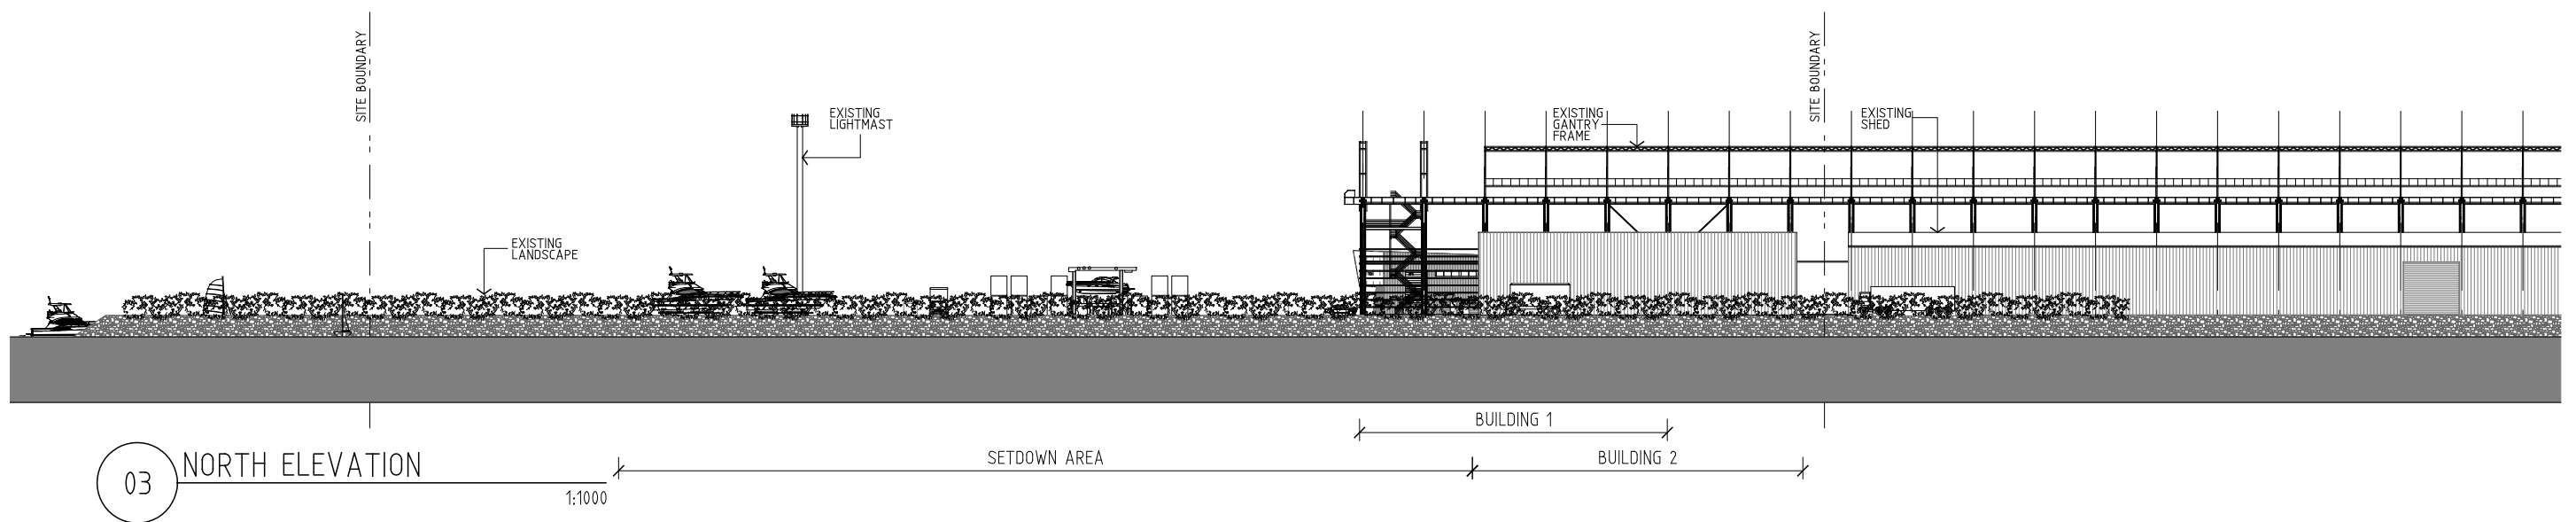 SITE BOUNDARY
EXISTING
LIGHTMAST
EXISTING
GANTRY
FRAME
SITE BOUNDARY
EXISTING
SHED
EXISTING
LANDSCAPE
BUILDING 1
SETDOWN AREA
BUILDING 2
03
NORTH ELEVATION
1:1000